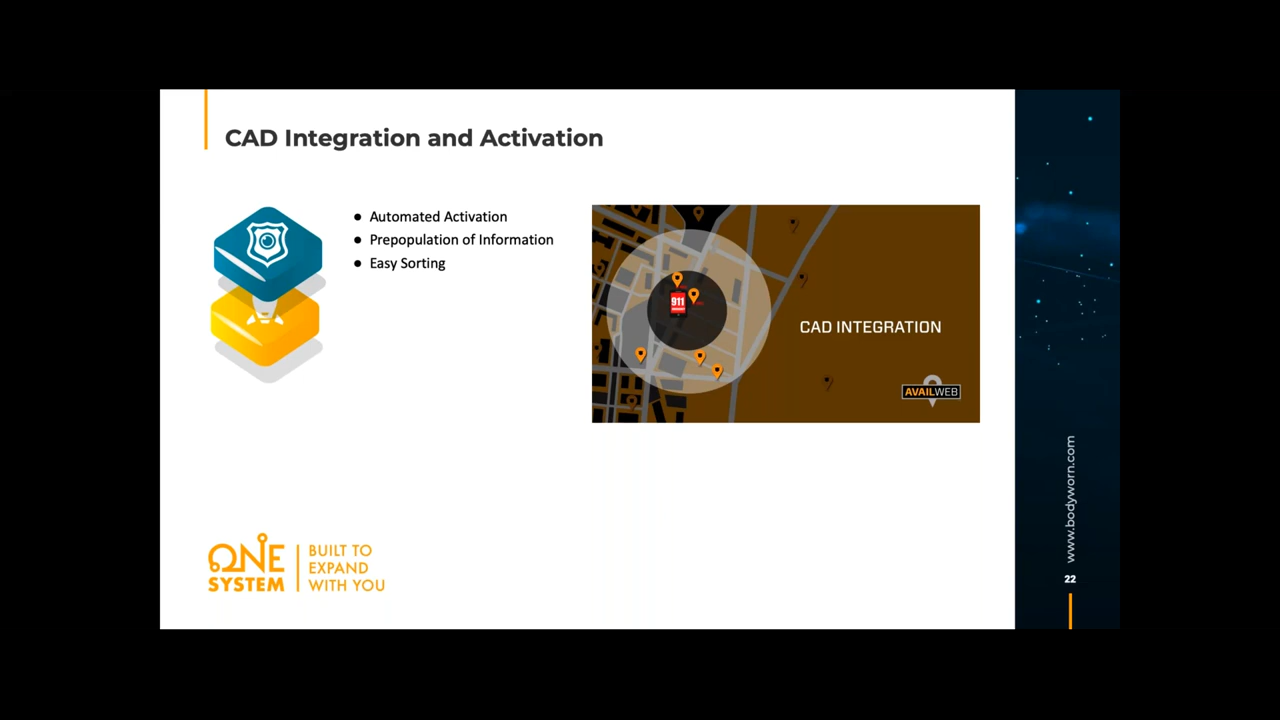 CAD Integration and Activation
● Automated Activation
● Prepopulation of Information
● Easy Sorting
911
CAD INTEGRATION
AVAILWEB
ONE
SYSTEM
BUILT TO
EXPAND
WITH YOU
www.bodyworn.com
22